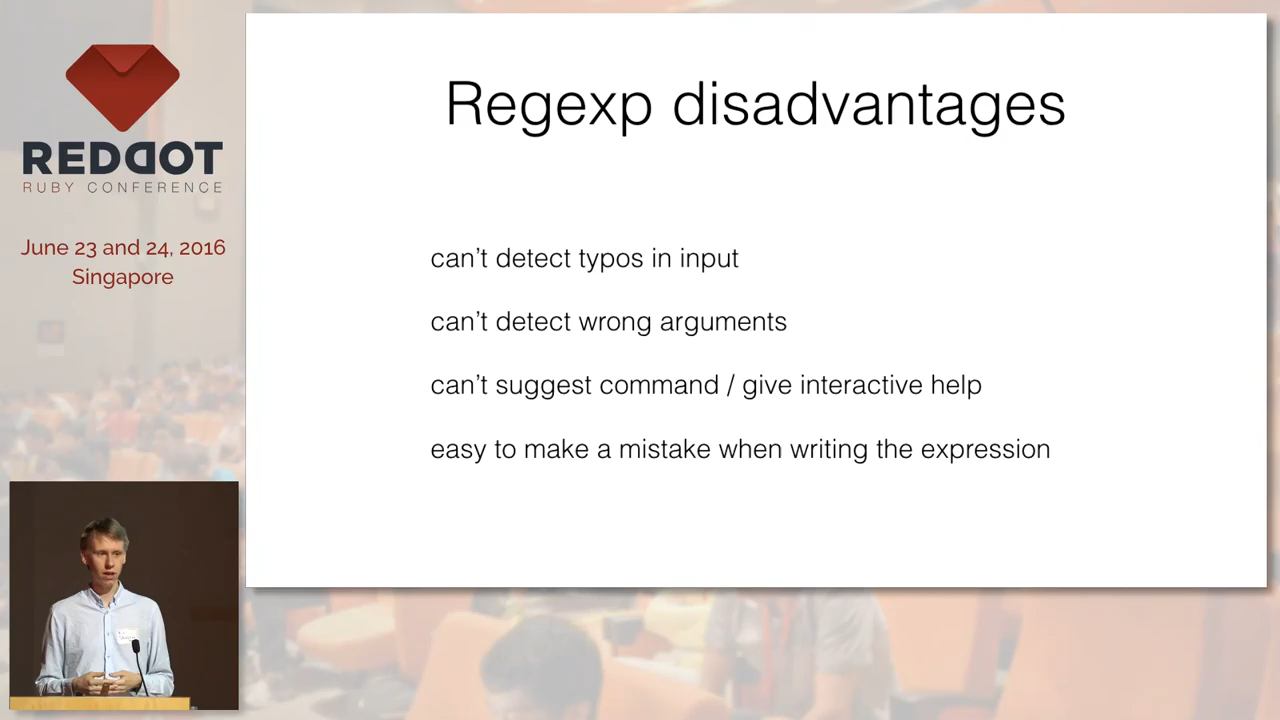 REDDOT
RUBY CONFERENCE
June 23 and 24, 2016
Singapore
Regexp disadvantages
can't detect typos in input
can't detect wrong arguments
can't suggest command / give interactive help
easy to make a mistake when writing the expression